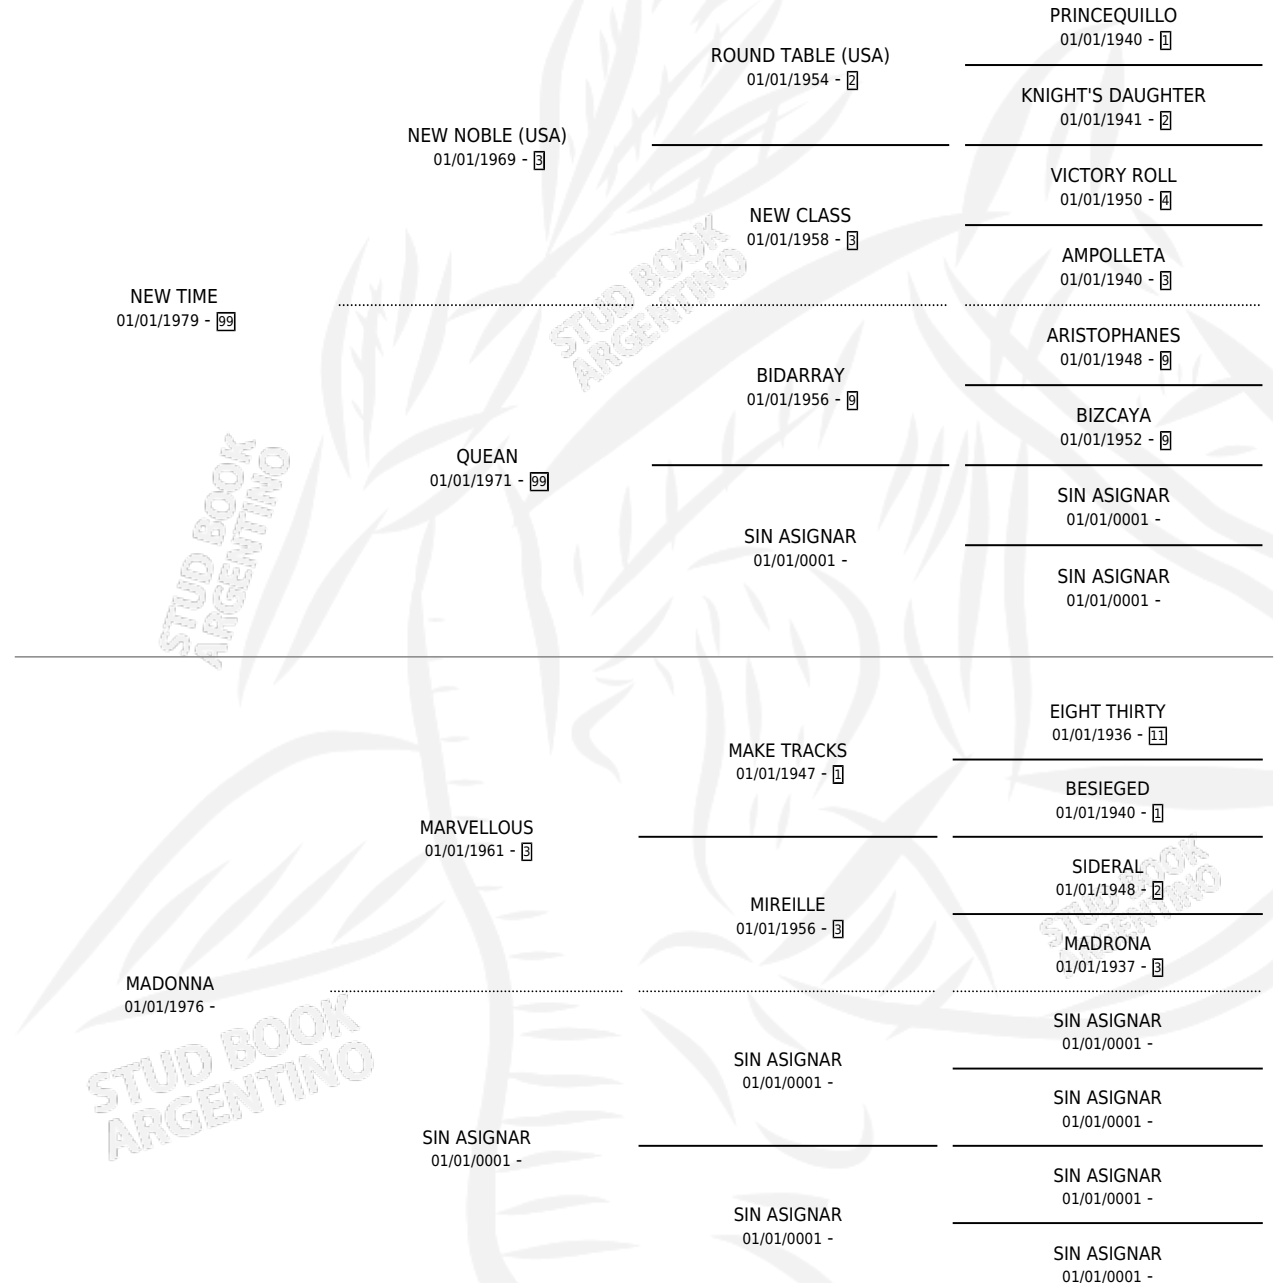 PRINCEQUILLO
01/01/1940 - 1
ROUND TABLE (USA)
01/01/1954 - 2
KNIGHT'S DAUGHTER
01/01/1941 - 2
NEW NOBLE (USA)
01/01/1969 - 3
VICTORY ROLL
01/01/1950 - 4
NEW CLASS
01/01/1958 - 3
AMPOLLETA
01/01/1940 - 3
NEW TIME
01/01/1979 - 99
STUD BOOK
ARGENTINO
ARISTOPHANES
01/01/1948 - 9
BIDARRAY
01/01/1956 - 9
BIZCAYA
01/01/1952 - 9
QUEAN
01/01/1971 - 99
SIN ASIGNAR
01/01/0001 -
SIN ASIGNAR
01/01/0001 -
SIN ASIGNAR
01/01/0001 -
STUD BOOK
ARGENTINO
EIGHT THIRTY
01/01/1936 - 11
MAKE TRACKS
01/01/1947 - 1
BESIEGED
01/01/1940 - 1
MARVELLOUS
01/01/1961 - 3
SIDERAL
01/01/1948 - 2
MIREILLE
01/01/1956 - 3
STUD BOOK
ARGENTINO
MADRONA
01/01/1937 - 3
MADONNA
01/01/1976 -
SIN ASIGNAR
01/01/0001 -
SIN ASIGNAR
01/01/0001 -
STUD BOOK
ARGENTINO
SIN ASIGNAR
01/01/0001 -
SIN ASIGNAR
01/01/0001 -
SIN ASIGNAR
01/01/0001 -
SIN ASIGNAR
01/01/0001 -
SIN ASIGNAR
01/01/0001 -